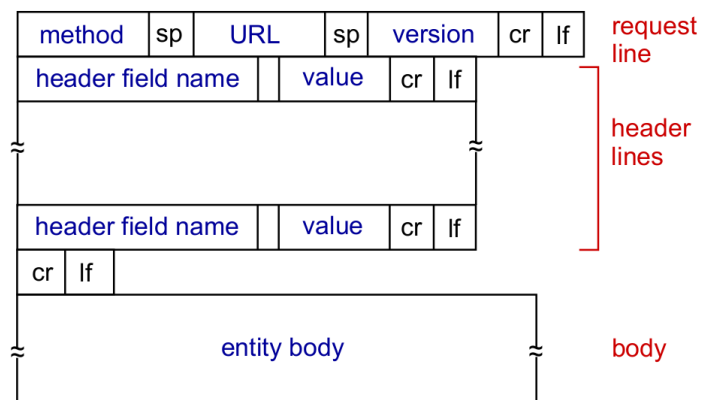 method sp URL sp version cr lf request line
header field name value cr lf
header lines
header field name value cr lf
cr lf
entity body body